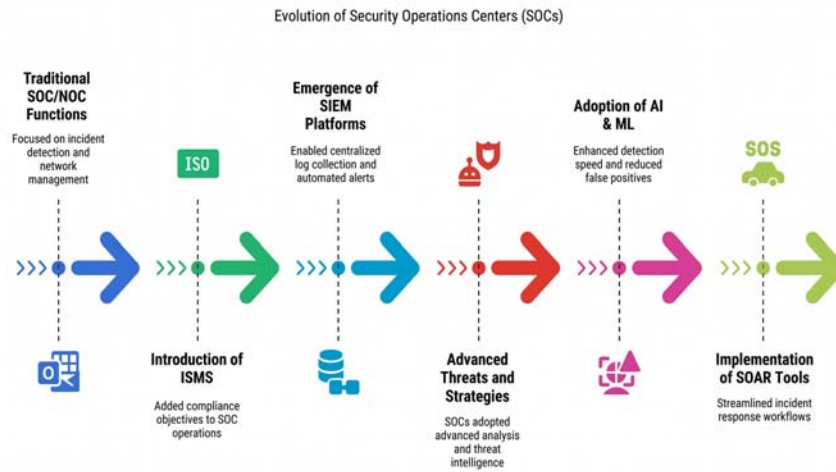 Evolution of Security Operations Centers (SOCs)
Traditional
SOC/NOC
Functions
Focused on incident
detection and
network
management
ISO
Introduction of
ISMS
Added compliance
objectives to SOC
operations
Emergence of
SIEM
Platforms
Enabled centralized
log collection and
automated alerts
Advanced
Threats and
Strategies
SOCs adopted
advanced analysis
and threat
intelligence
Adoption of AI
& ML
Enhanced detection
speed and reduced
false positives
SOS
Implementation
of SOAR Tools
Streamlined incident
response workflows